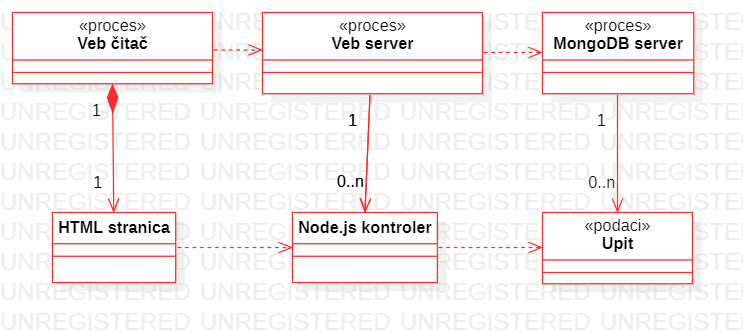 «proces» «proces» «proces»
Veb čitač Veb server MongoDB server
1 1 1
1 0..n 0..n
HTML stranica Node.js kontroler «podaci»
Upit
UNREGISTERED UNREGISTERED UNREGISTERED UNREGISTERED